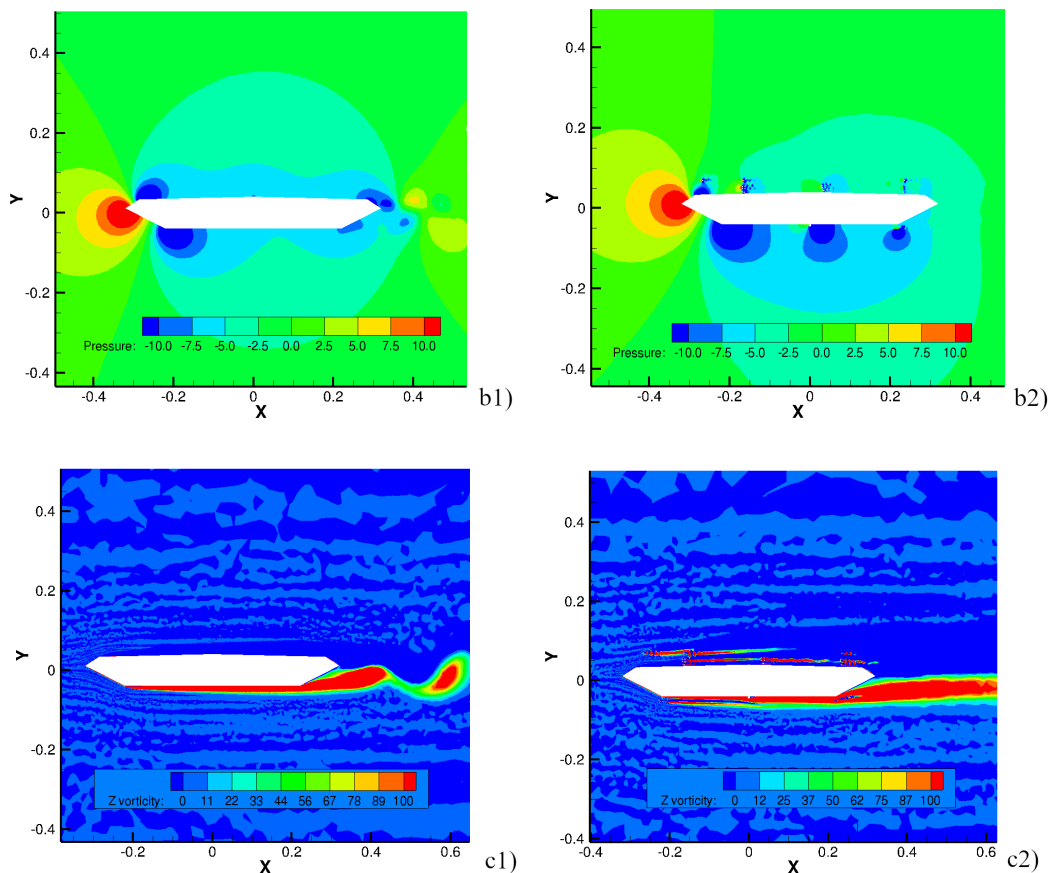 0.4
0.2
Y
0
-0.2
-0.4
Pressure: -10.0 -7.5 -5.0 -2.5 0.0 2.5 5.0 7.5 10.0
-0.4 -0.2 0 0.2 0.4
X
b1)
0.4
0.2
Y
0
-0.2
-0.4
Pressure: -10.0 -7.5 -5.0 -2.5 0.0 2.5 5.0 7.5 10.0
-0.4 -0.2 0 0.2 0.4
X
b2)
0.4
0.2
Y
0
-0.2
-0.4
Z vorticity: 0 11 22 33 44 56 67 78 89 100
-0.2 0 0.2 0.4 0.6
X
c1)
0.4
0.2
Y
0
-0.2
-0.4
Z vorticity: 0 12 25 37 50 62 75 87 100
-0.4 -0.2 0 0.2 0.4 0.6
X
c2)